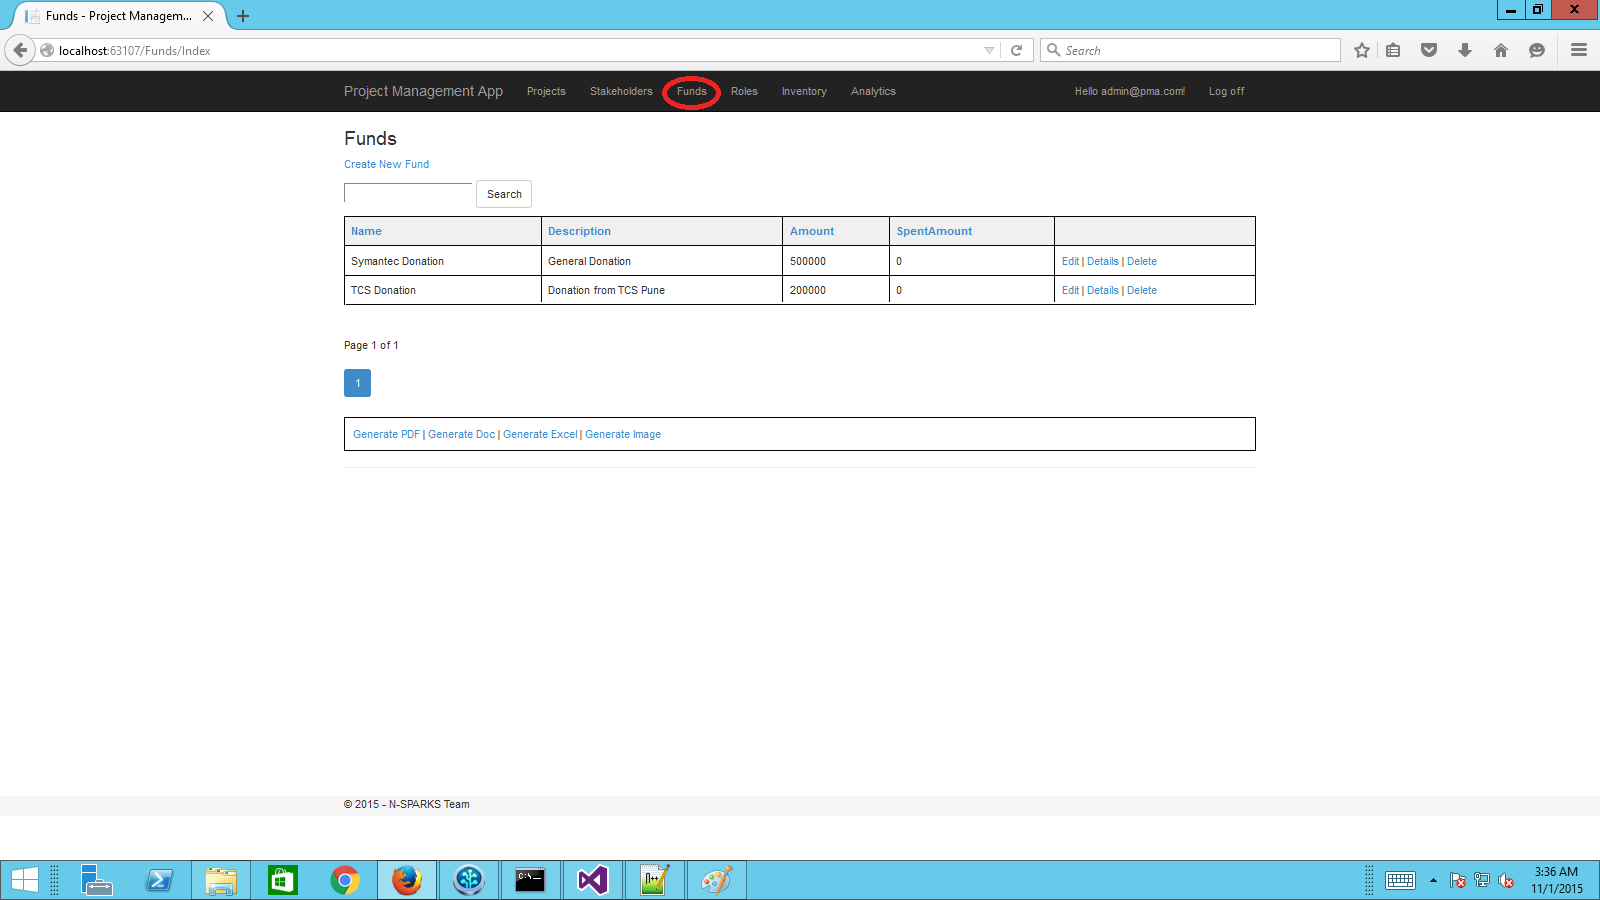 Funds - Project Managem...
localhost:63107/Funds/Index
Search
Project Management App Projects Stakeholders Funds Roles Inventory Analytics Hello admin@pma.com! Log off
Funds
Create New Fund
Search
Name Description Amount SpentAmount
Symantec Donation General Donation 500000 0 Edit | Details | Delete
TCS Donation Donation from TCS Pune 200000 0 Edit | Details | Delete
Page 1 of 1
1
Generate PDF | Generate Doc | Generate Excel | Generate Image
© 2015 - N-SPARKS Team
3:36 AM
11/1/2015